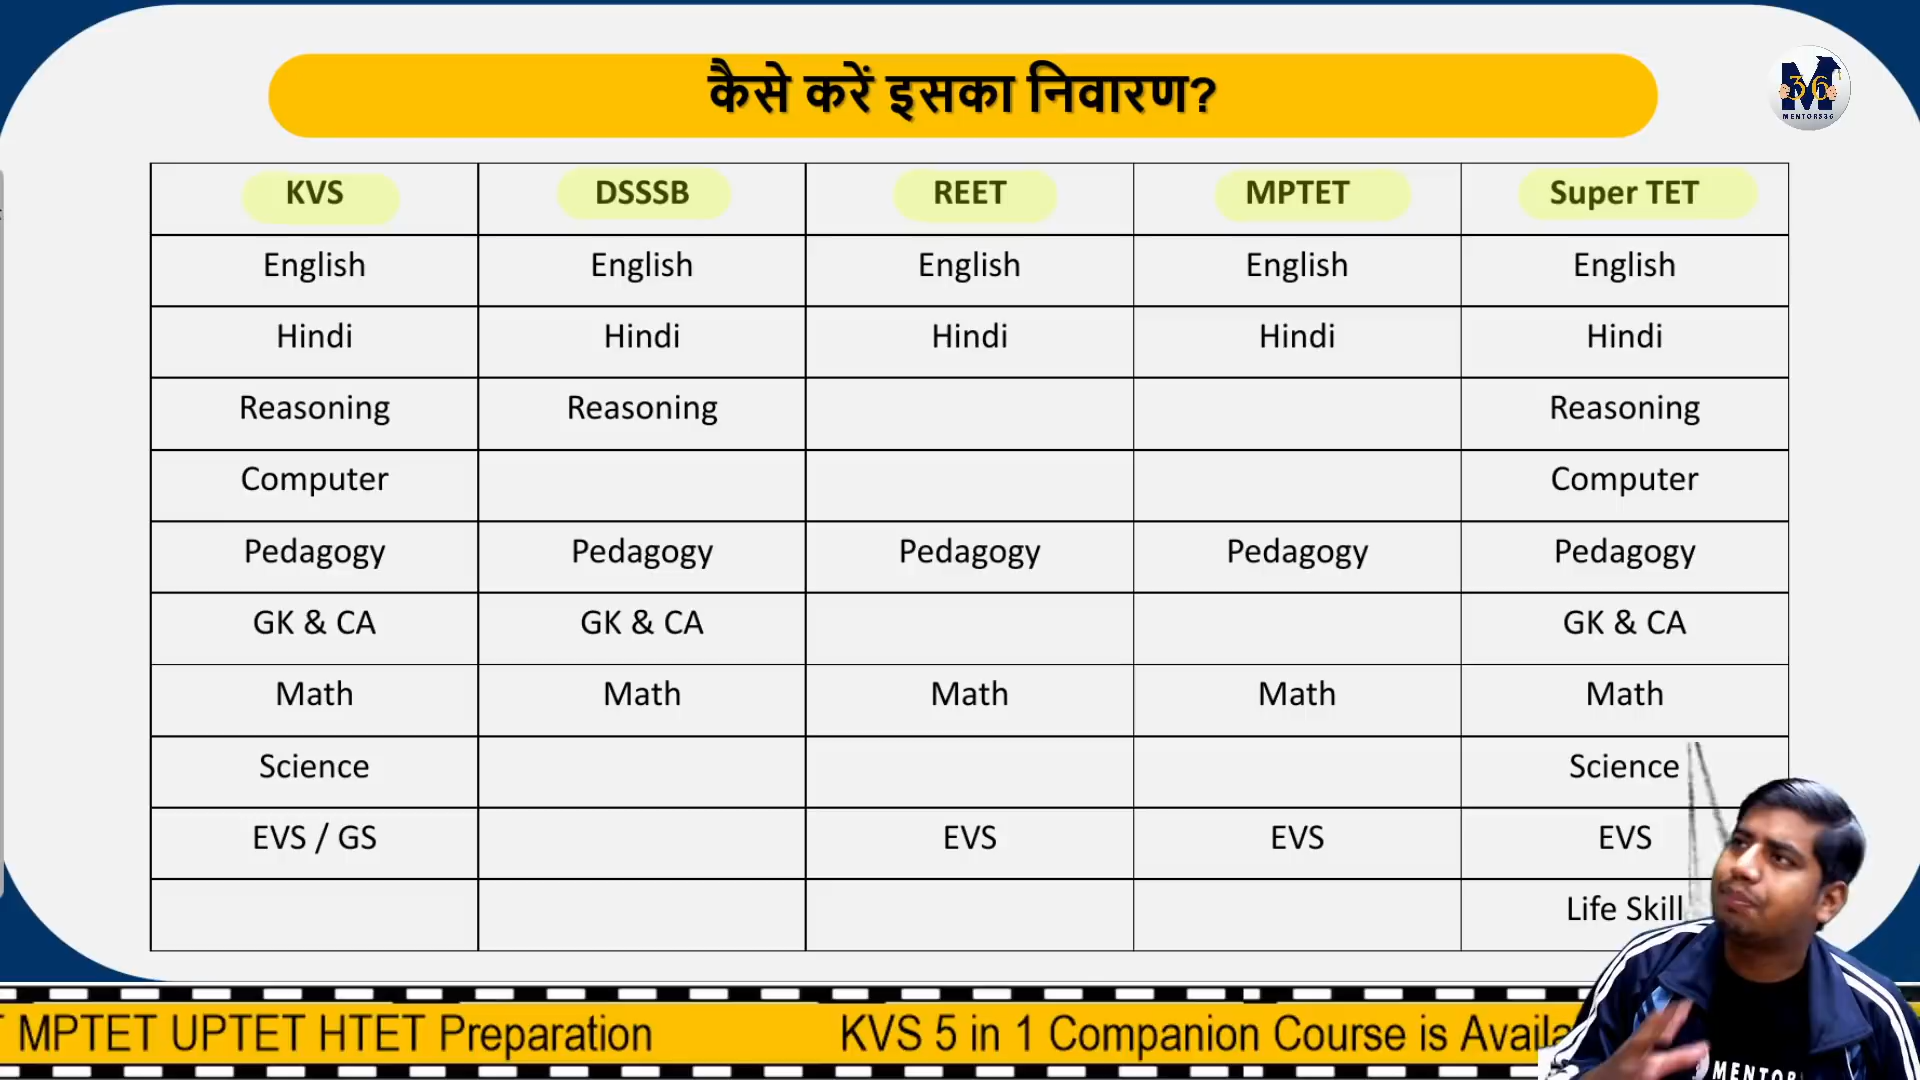 कैसे करें इसका निवारण?
M
36
MENTORS36
KVS DSSSB REET MPTET Super TET
English English English English English
Hindi Hindi Hindi Hindi Hindi
Reasoning Reasoning Reasoning
Computer Computer
Pedagogy Pedagogy Pedagogy Pedagogy Pedagogy
GK & CA GK & CA GK & CA
Math Math Math Math Math
Science Science
EVS / GS EVS EVS EVS
Life Skill
MPTET UPTET HTET Preparation KVS 5 in 1 Companion Course is Availa
MENTOR